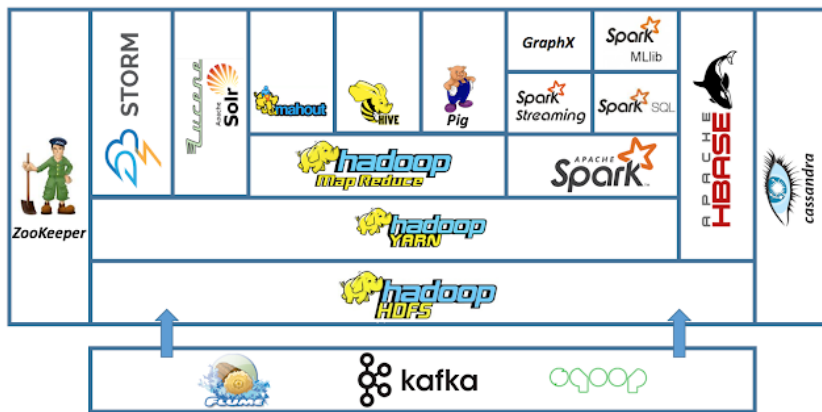 ZooKeeper
STORM
Lucene
Apache
Solr
mahout
HIVE
Pig
GraphX
Spark
MLlib
Spark
Streaming
Spark SQL
hadoop
Map Reduce
APACHE
Spark™
APACHE
HBASE
cassandra
hadoop
YARN
hadoop
HDFS
FLUME
kafka
sqoop